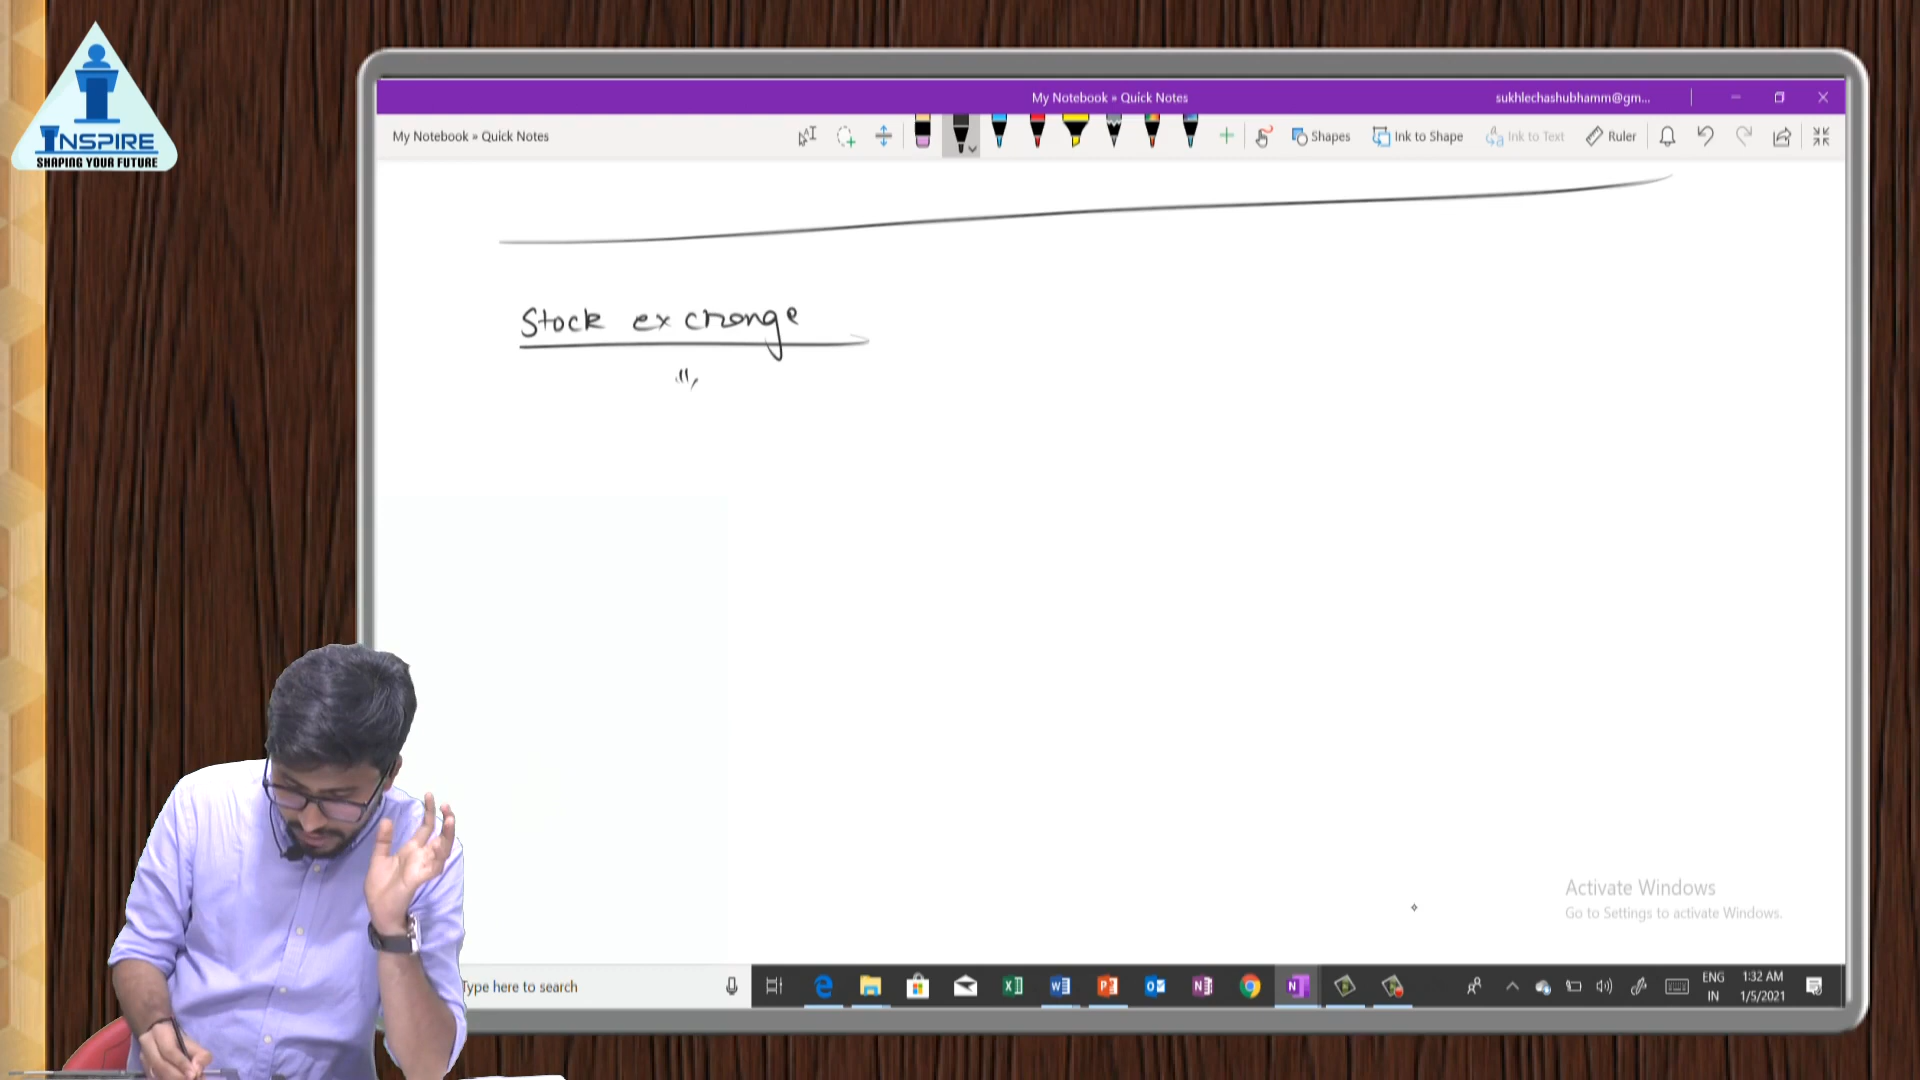 INSPIRE
SHAPING YOUR FUTURE
My Notebook » Quick Notes
sukhlechashubhamm@gm...
My Notebook » Quick Notes
Shapes
Ink to Shape
Ink to Text
Ruler
Stock exchange
Type here to search
Activate Windows
Go to Settings to activate Windows.
ENG
IN
1:32 AM
1/5/2021